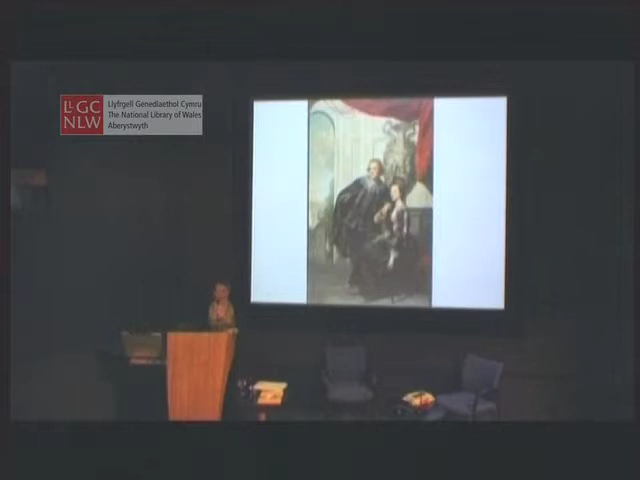 LlGC
NLW
Llyfrgell Genedlaethol Cymru
The National Library of Wales
Aberystwyth